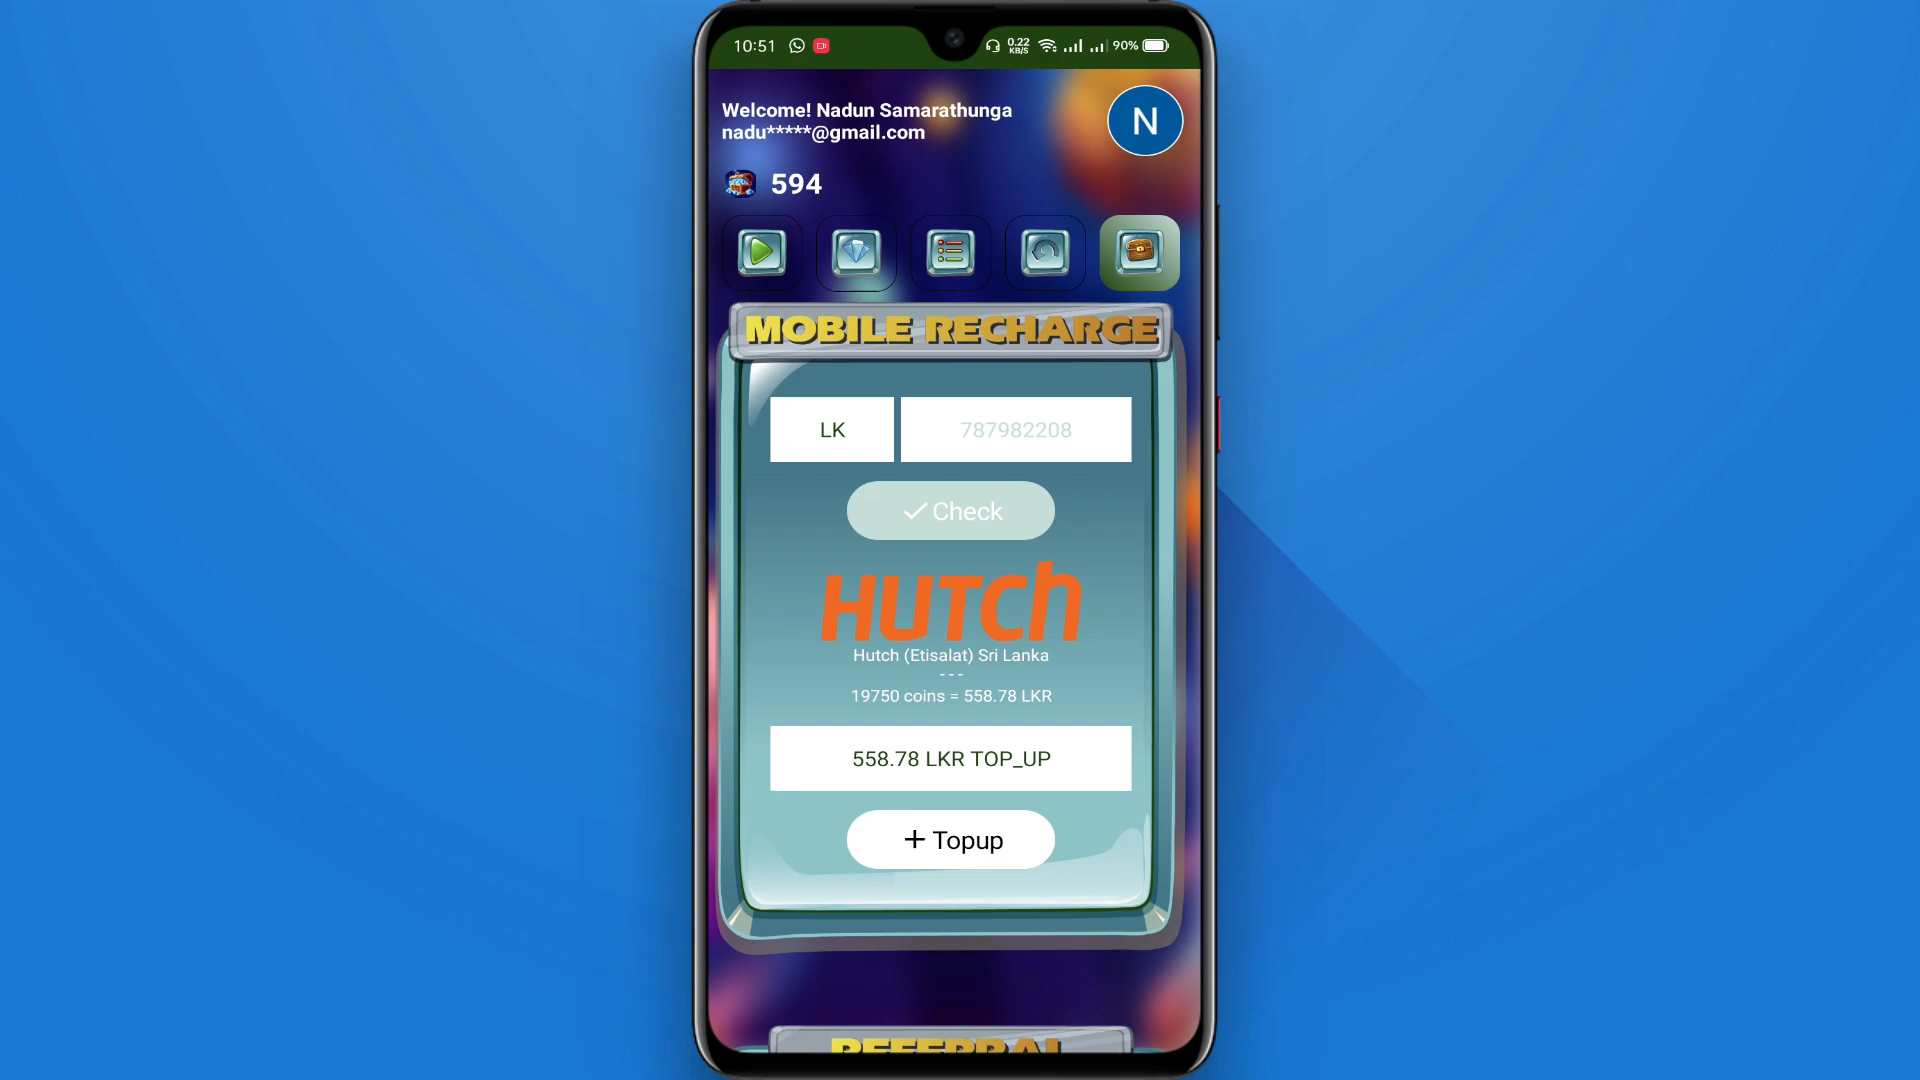 10:51 0.22 KB/S 90%
Welcome! Nadun Samarathunga
nadu*****@gmail.com
N
594
MOBILE RECHARGE
LK 787982208
Check
HUTCh
Hutch (Etisalat) Sri Lanka
---
19750 coins = 558.78 LKR
558.78 LKR TOP_UP
+ Topup
REFERRAL